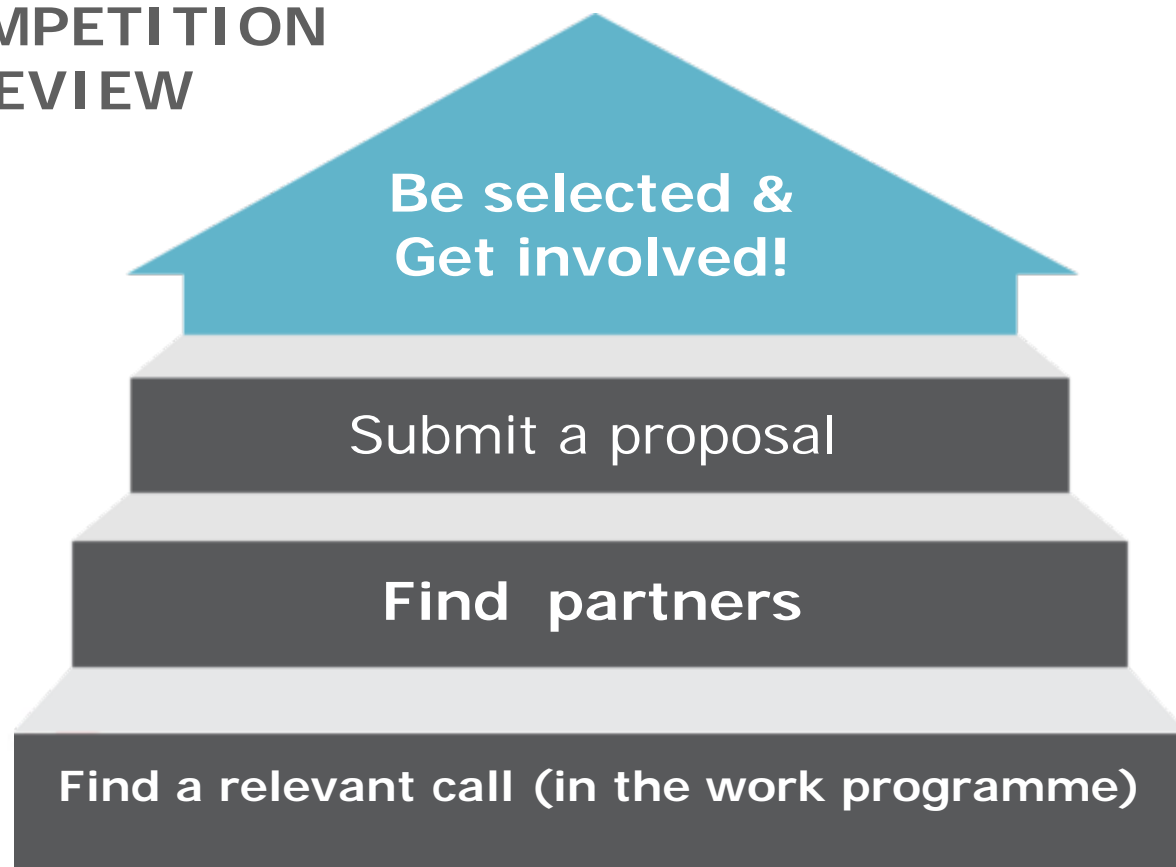 MPETITION
EVIEW
Be selected &
Get involved!
Submit a proposal
Find partners
Find a relevant call (in the work programme)